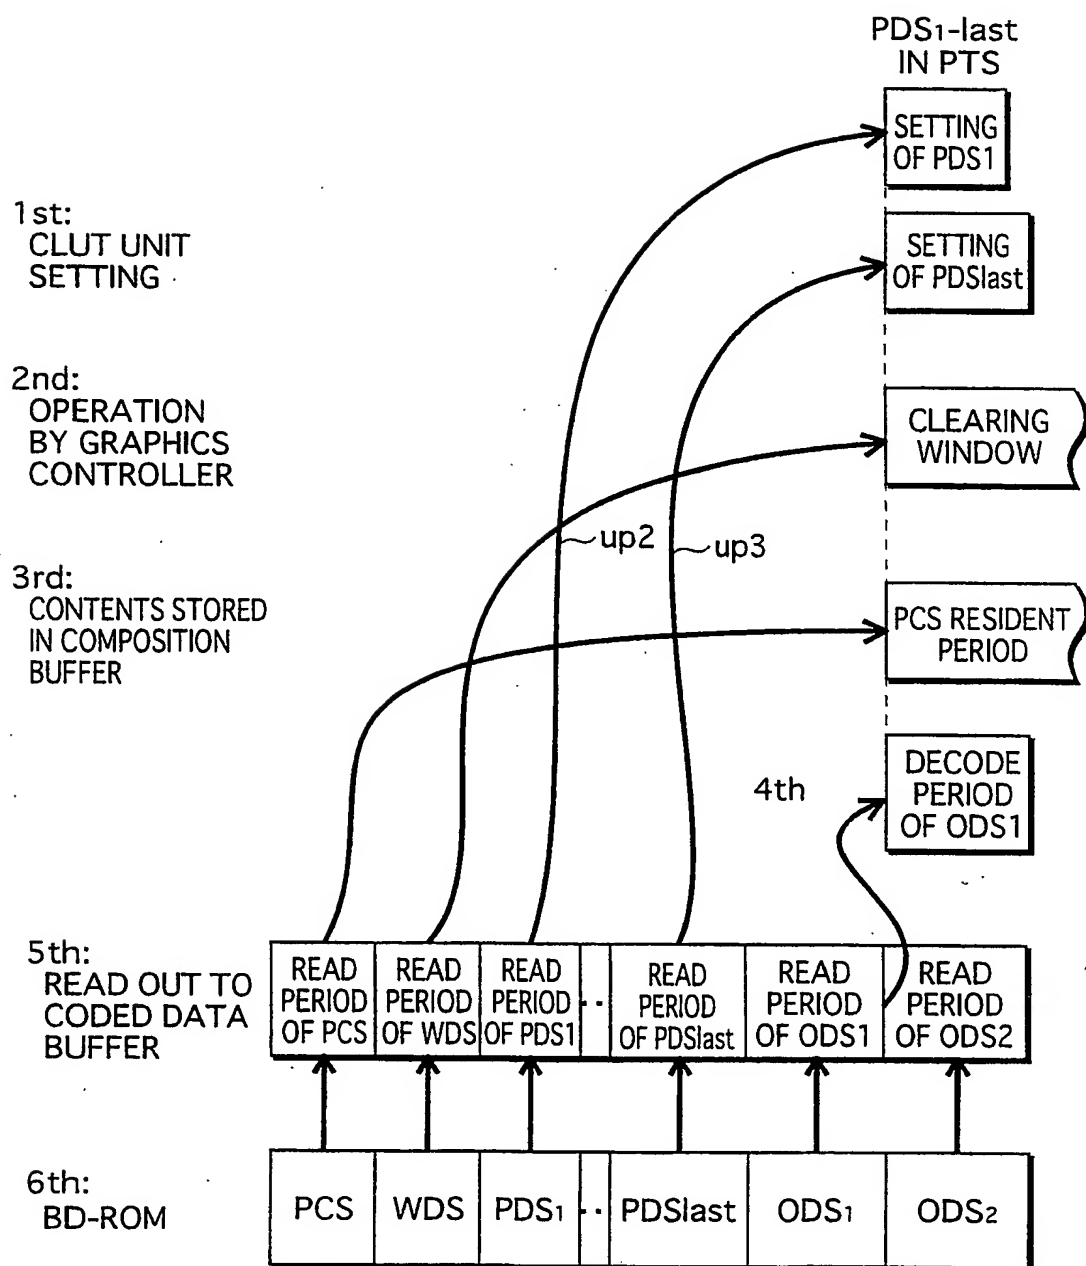 PDS1-last
IN PTS
SETTING
OF PDS1
1st:
CLUT UNIT
SETTING
SETTING
OF PDSlast
2nd:
OPERATION
BY GRAPHICS
CONTROLLER
CLEARING
WINDOW
up2
up3
3rd:
CONTENTS STORED
IN COMPOSITION
BUFFER
PCS RESIDENT
PERIOD
4th
DECODE
PERIOD
OF ODS1
5th:
READ OUT TO
CODED DATA
BUFFER
READ
PERIOD
OF PCS
READ
PERIOD
OF WDS
READ
PERIOD
OF PDS1
··
READ
PERIOD
OF PDSlast
READ
PERIOD
OF ODS1
READ
PERIOD
OF ODS2
6th:
BD-ROM
PCS
WDS
PDS1
··
PDSlast
ODS1
ODS2